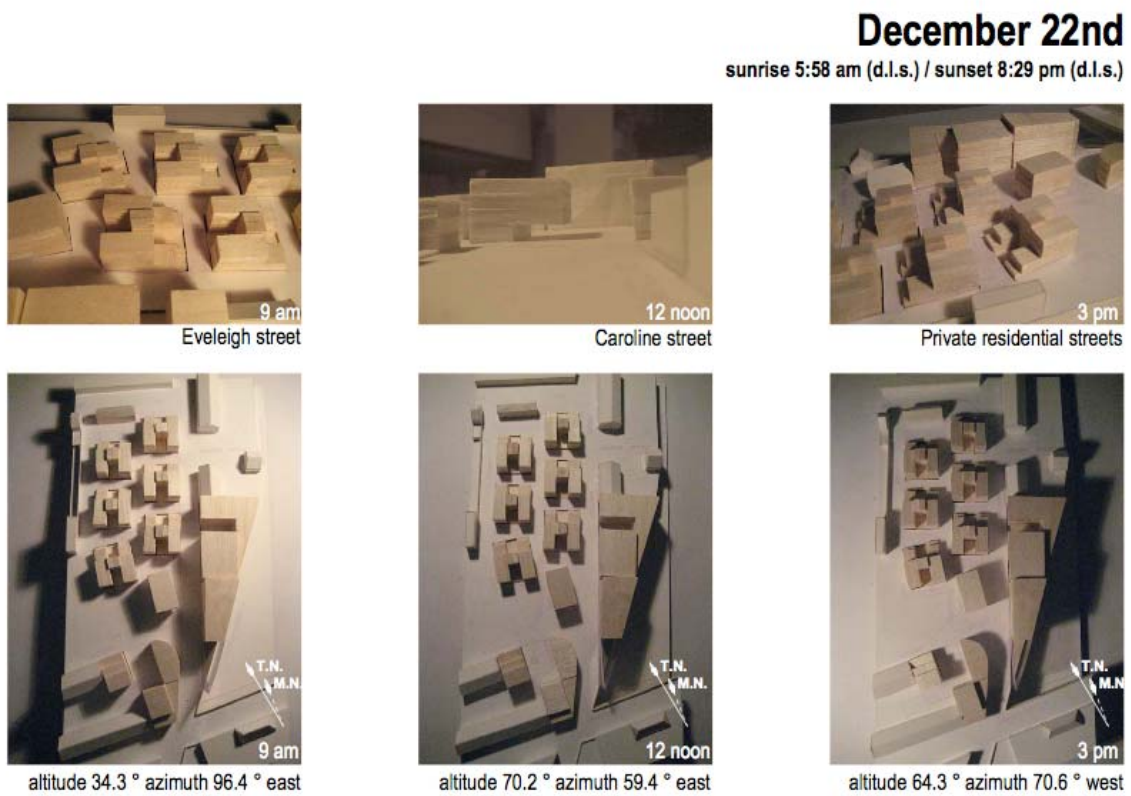 December 22nd
sunrise 5:58 am (d.l.s.) / sunset 8:29 pm (d.l.s.)
9 am
Eveleigh street
12 noon
Caroline street
3 pm
Private residential streets
T.N.
M.N.
9 am
altitude 34.3 ° azimuth 96.4 ° east
T.N.
M.N.
12 noon
altitude 70.2 ° azimuth 59.4 ° east
T.N.
M.N
3 pm
altitude 64.3 ° azimuth 70.6 ° west